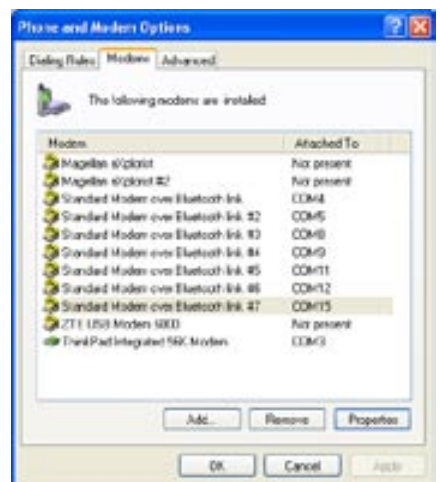 Phone and Modem Options
Dialing Rules Modems Advanced
The following modems are installed
Modem Attached To
Magellan eXplorist Not present
Magellan eXplorist #2 Not present
Standard Modem over Bluetooth link COM4
Standard Modem over Bluetooth link #2 COM5
Standard Modem over Bluetooth link #3 COM8
Standard Modem over Bluetooth link #4 COM9
Standard Modem over Bluetooth link #5 COM11
Standard Modem over Bluetooth link #6 COM12
Standard Modem over Bluetooth link #7 COM15
ZTE USB Modem Not present
ThinkPad Integrated 56K Modem COM3
Add... Remove Properties
OK Cancel Apply